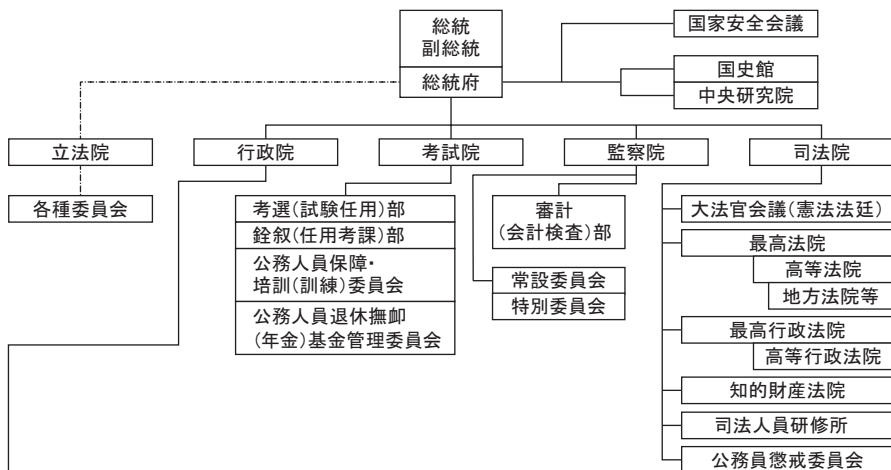 総統
副総統
総統府
国家安全会議
国史館
中央研究院
立法院
行政院
考試院
監察院
司法院
各種委員会
考選(試験任用)部
銓叙(任用考課)部
公務人員保障・
培訓(訓練)委員会
公務人員退休撫卹
(年金)基金管理委員会
審計
(会計検査)部
常設委員会
特別委員会
大法官会議(憲法法廷)
最高法院
高等法院
地方法院等
最高行政法院
高等行政法院
知的財産法院
司法人員研修所
公務員懲戒委員会